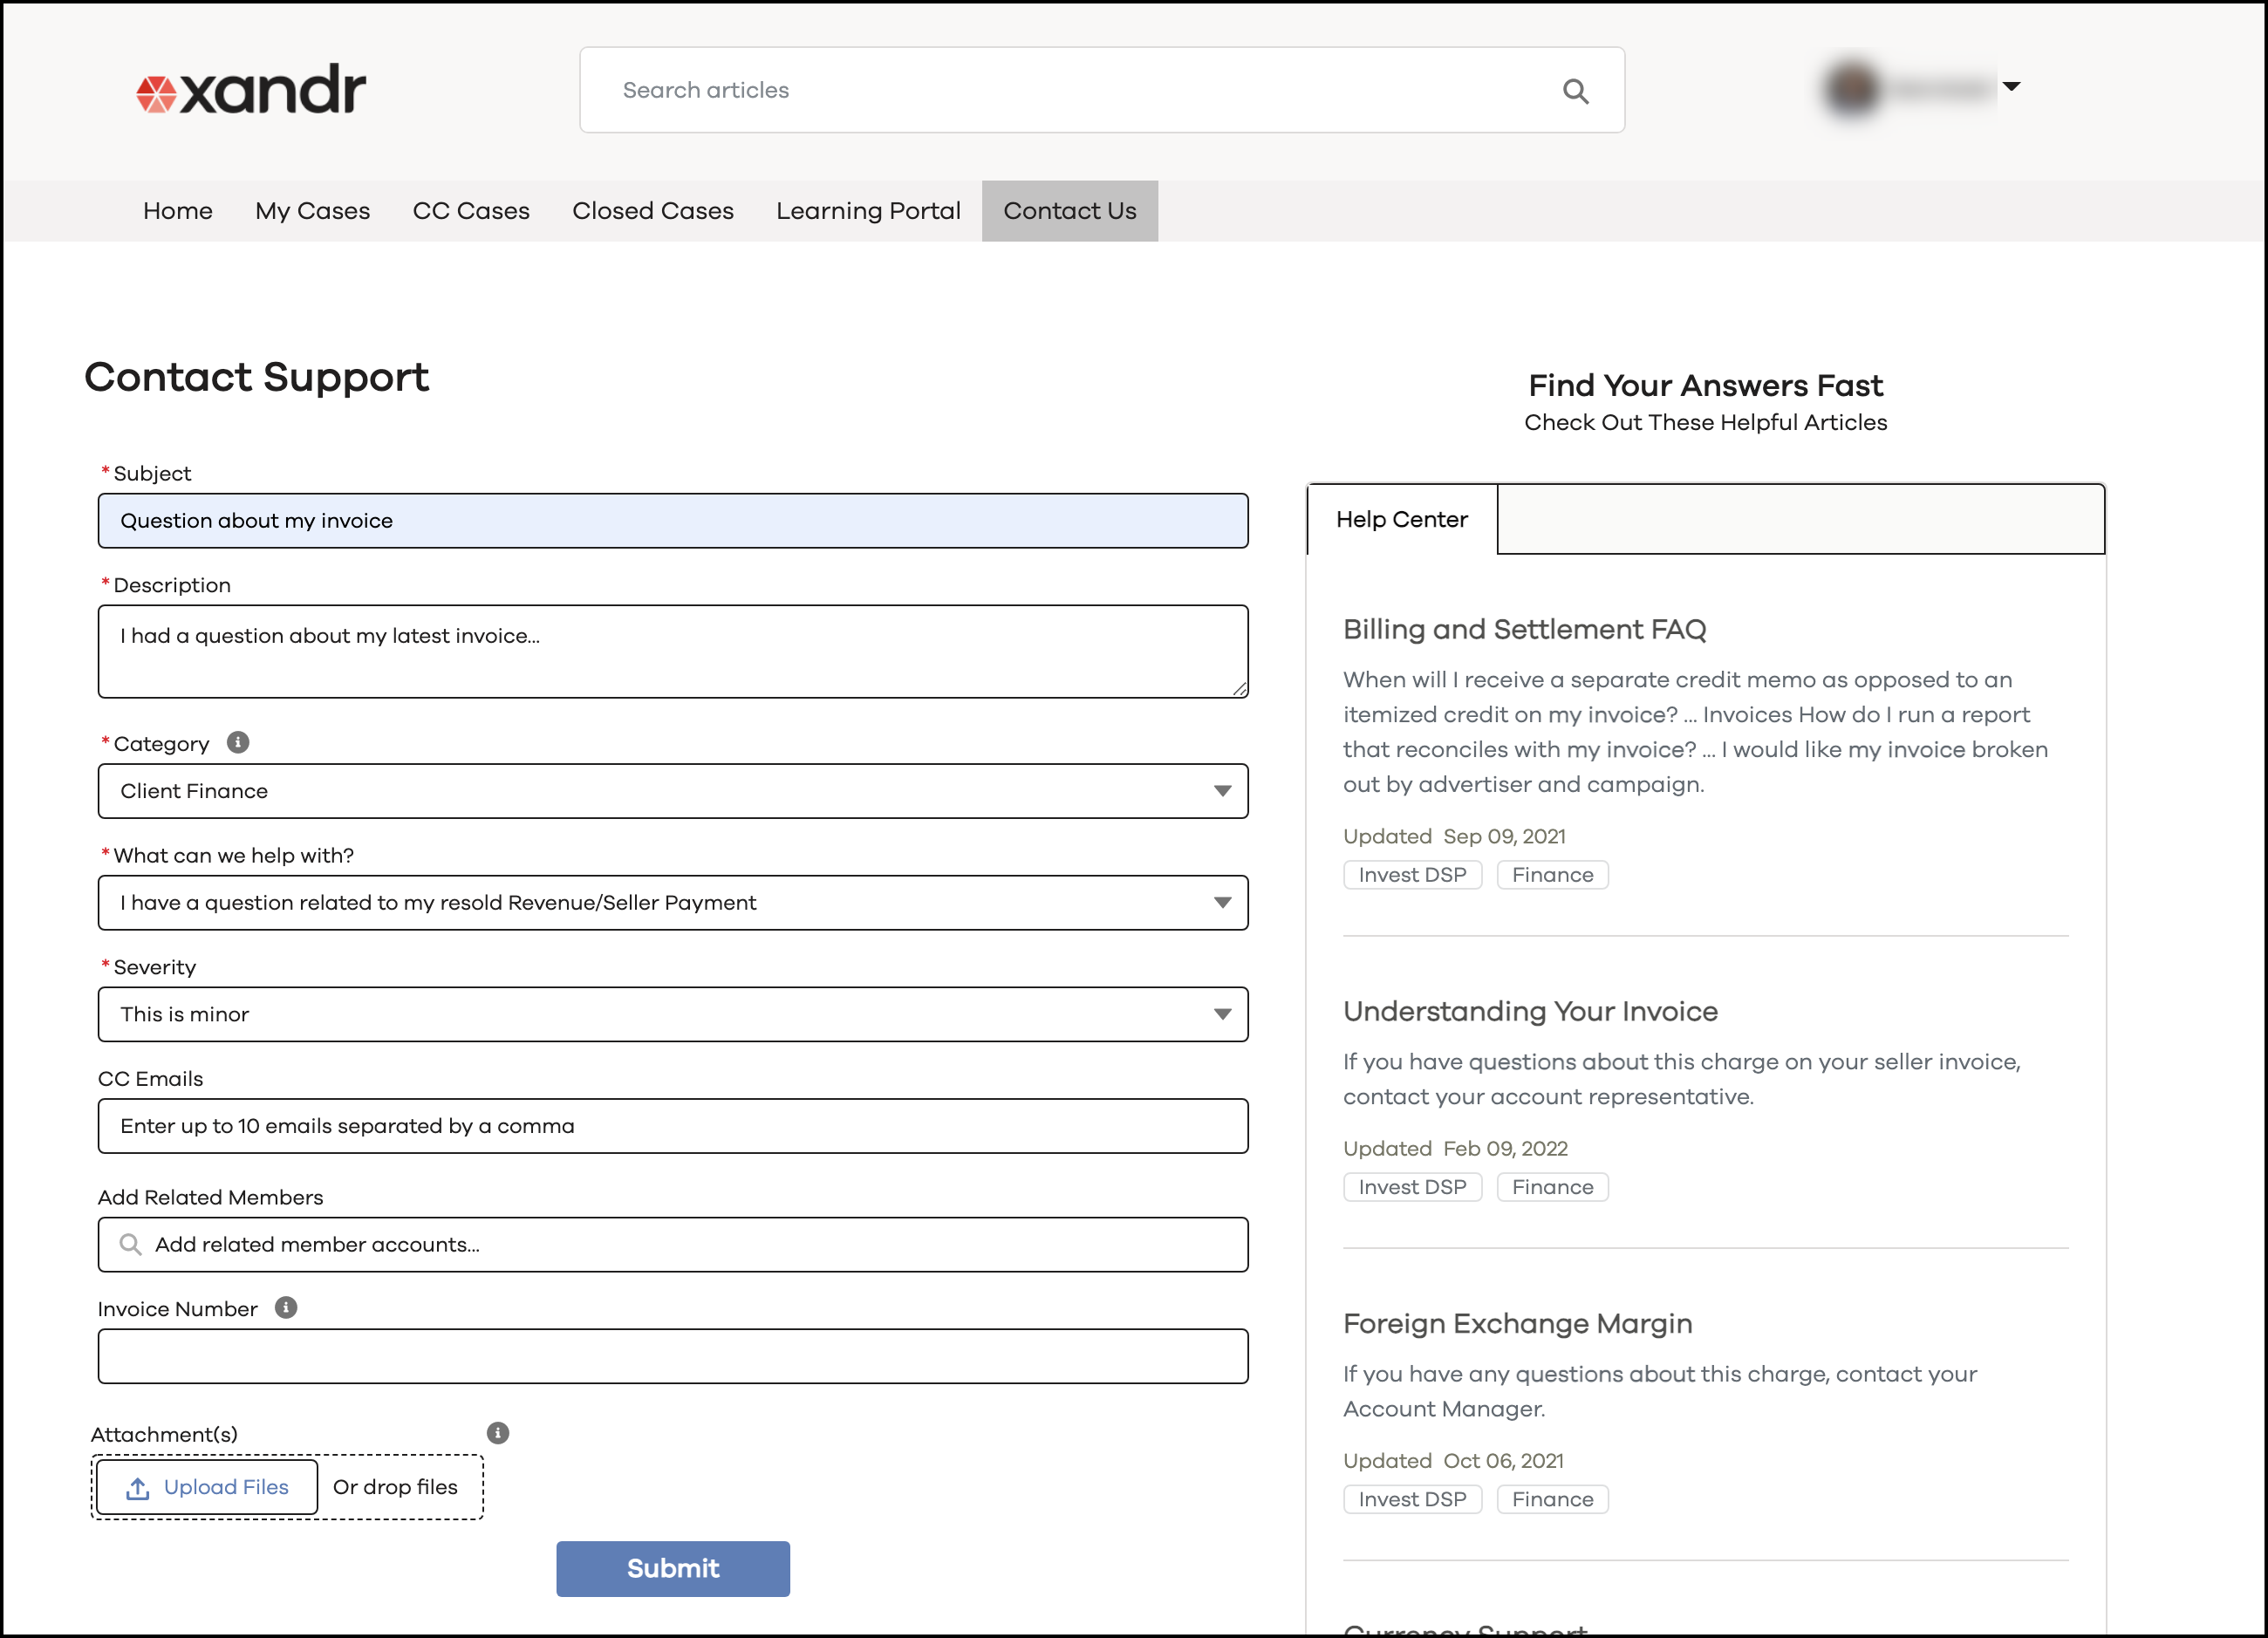 xandr
Search articles
Home My Cases CC Cases Closed Cases Learning Portal Contact Us
Contact Support
*Subject
Question about my invoice
*Description
I had a question about my latest invoice...
*Category
Client Finance
*What can we help with?
I have a question related to my resold Revenue/Seller Payment
*Severity
This is minor
CC Emails
Enter up to 10 emails separated by a comma
Add Related Members
Add related member accounts...
Invoice Number
Attachment(s)
Upload Files Or drop files
Submit
Find Your Answers Fast
Check Out These Helpful Articles
Help Center
Billing and Settlement FAQ
When will I receive a separate credit memo as opposed to an
itemized credit on my invoice? ... Invoices How do I run a report
that reconciles with my invoice? ... I would like my invoice broken
out by advertiser and campaign.
Updated Sep 09, 2021
Invest DSP Finance
Understanding Your Invoice
If you have questions about this charge on your seller invoice,
contact your account representative.
Updated Feb 09, 2022
Invest DSP Finance
Foreign Exchange Margin
If you have any questions about this charge, contact your
Account Manager.
Updated Oct 06, 2021
Invest DSP Finance
Currency Support